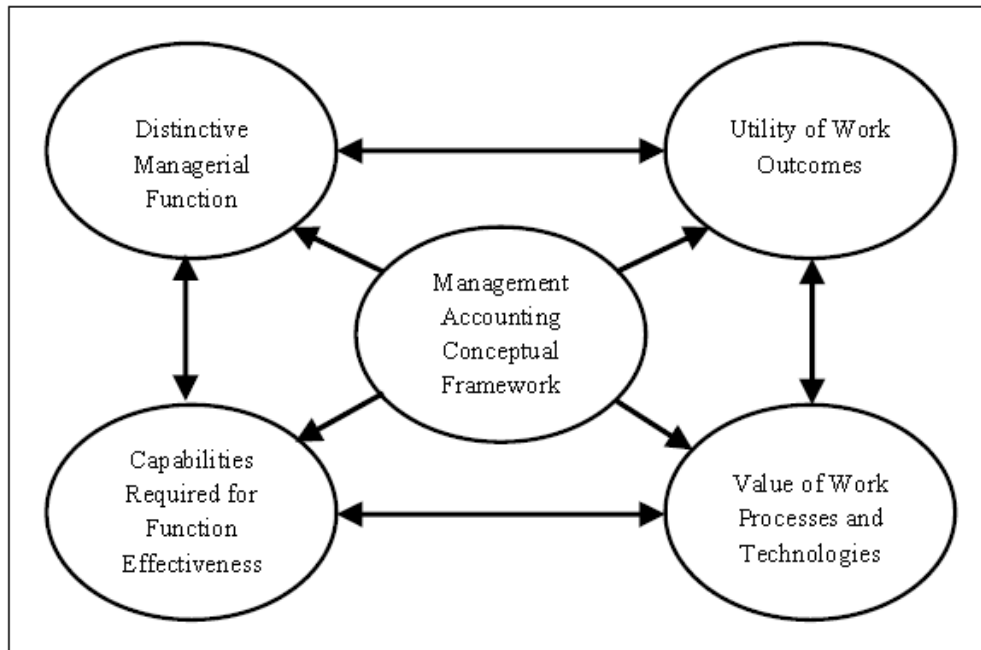 Distinctive
Managerial
Function
Utility of Work
Outcomes
Management
Accounting
Conceptual
Framework
Capabilities
Required for
Function
Effectiveness
Value of Work
Processes and
Technologies